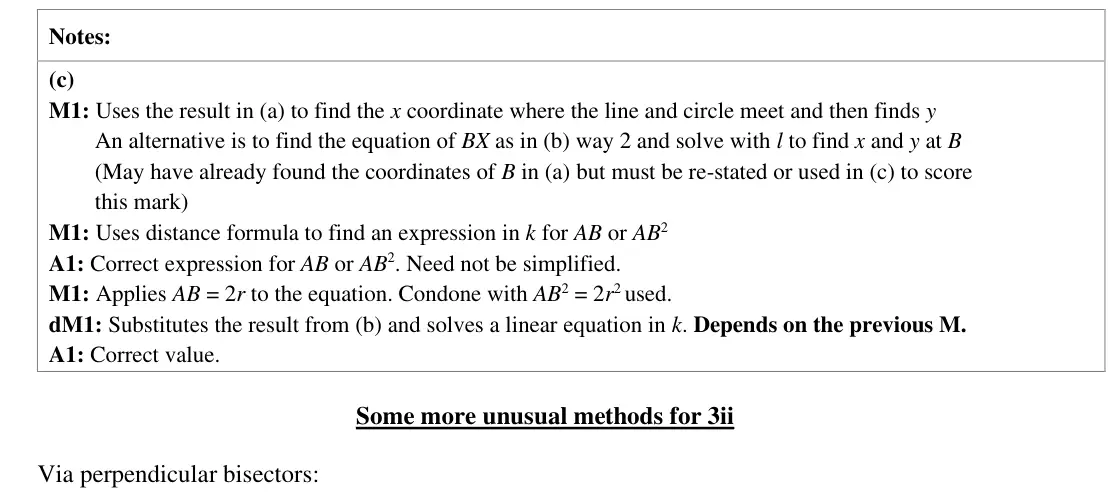 Notes:
(c)
M1: Uses the result in (a) to find the x coordinate where the line and circle meet and then finds y
An alternative is to find the equation of BX as in (b) way 2 and solve with l to find x and y at B
(May have already found the coordinates of B in (a) but must be re-stated or used in (c) to score
this mark)
M1: Uses distance formula to find an expression in k for AB or AB²
A1: Correct expression for AB or AB². Need not be simplified.
M1: Applies AB = 2r to the equation. Condone with AB² = 2r² used.
dM1: Substitutes the result from (b) and solves a linear equation in k. Depends on the previous M.
A1: Correct value.
Some more unusual methods for 3ii
Via perpendicular bisectors: